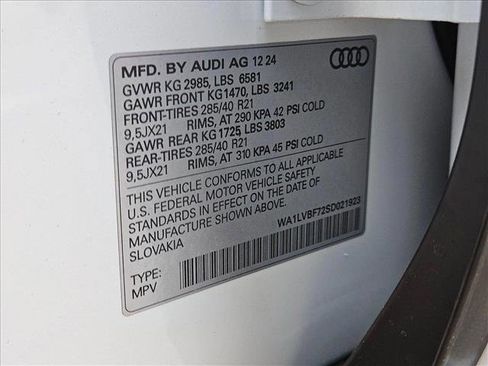 MFD. BY AUDI AG 12 24
GVWR KG 2985, LBS 6581
GAWR FRONT KG1470, LBS 3241
FRONT-TIRES 285/40 R21
9,5JX21 RIMS, AT 290 KPA 42 PSI COLD
GAWR REAR KG 1725 LBS 3803
REAR-TIRES 285/40 R21
9,5JX21 RIMS, AT 310 KPA 45 PSI COLD
THIS VEHICLE CONFORMS TO ALL APPLICABLE
U.S. FEDERAL MOTOR VEHICLE SAFETY
STANDARDS IN EFFECT ON THE DATE OF
MANUFACTURE SHOWN ABOVE.
SLOVAKIA WA1LVBF72SD021923
TYPE:
MPV